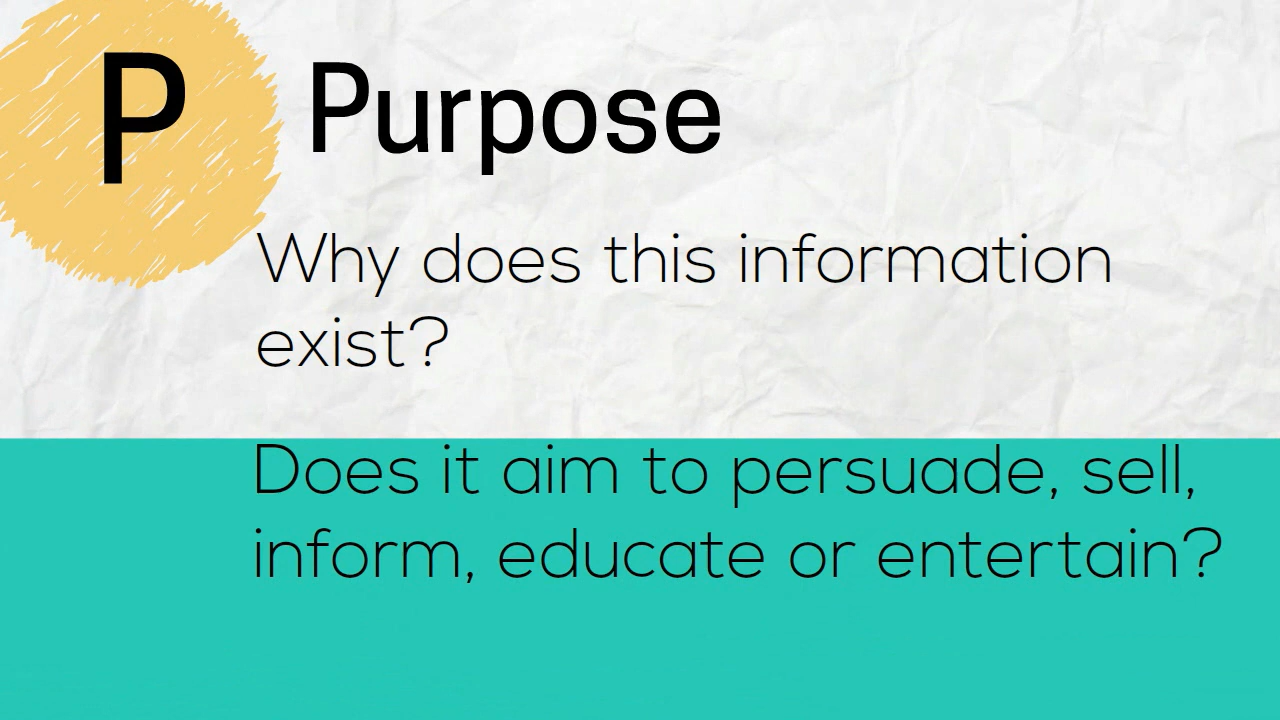 P
Purpose
Why does this information
exist?
Does it aim to persuade, sell,
inform, educate or entertain?